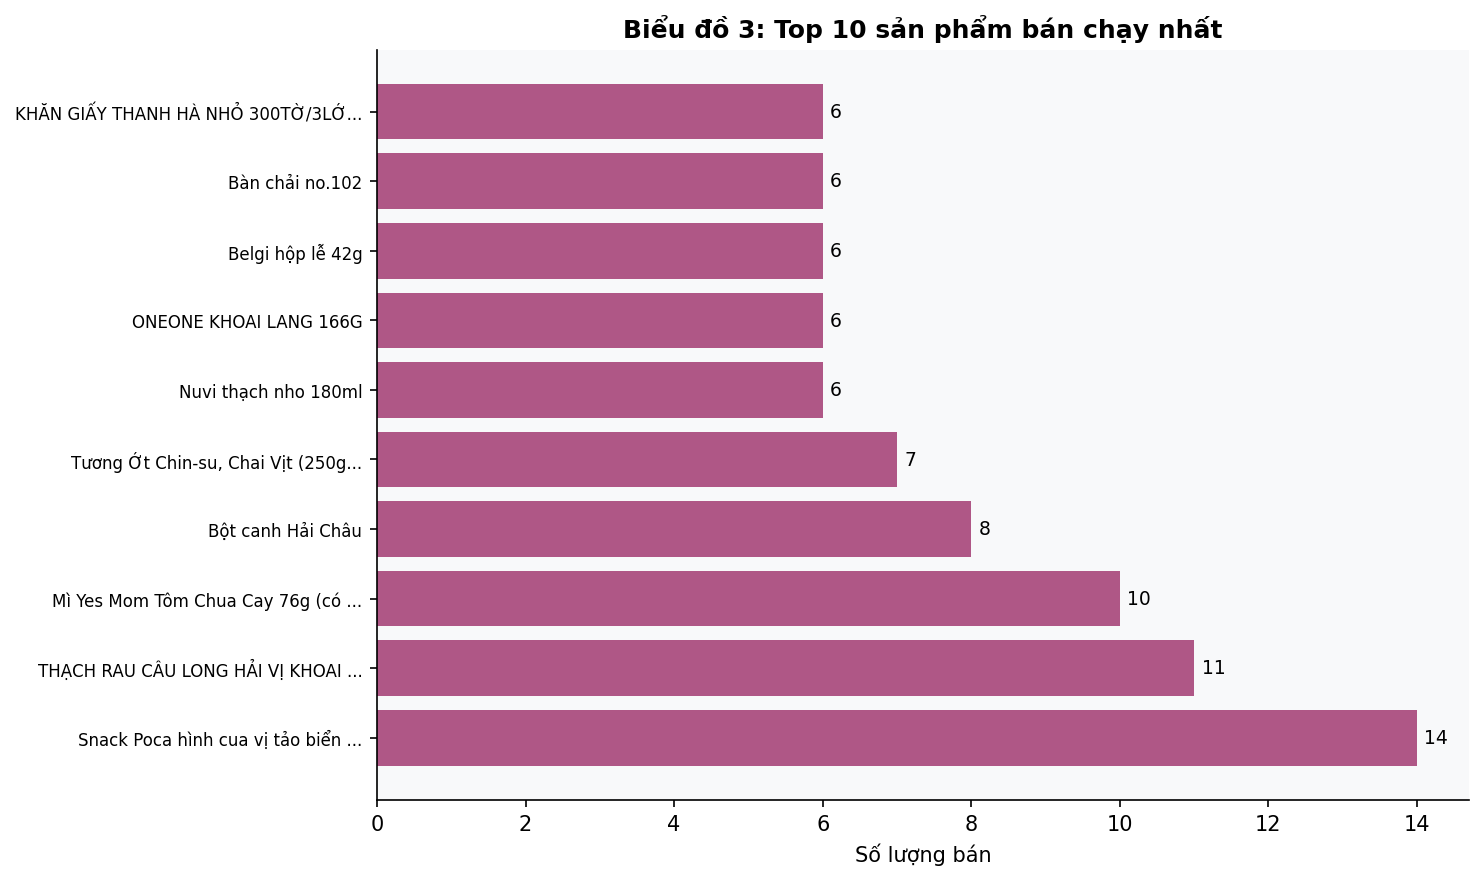 Biểu đồ 3: Top 10 sản phẩm bán chạy nhất
KHĂN GIẤY THANH HÀ NHỎ 300TỜ/3LỚ... 6
Bàn chải no.102 6
Belgi hộp lễ 42g 6
ONEONE KHOAI LANG 166G 6
Nuvi thạch nho 180ml 6
Tương Ớt Chin-su, Chai Vịt (250g... 7
Bột canh Hải Châu 8
Mì Yes Mom Tôm Chua Cay 76g (có ... 10
THẠCH RAU CÂU LONG HẢI VỊ KHOAI ... 11
Snack Poca hình cua vị tảo biển ... 14
0 2 4 6 8 10 12 14
Số lượng bán